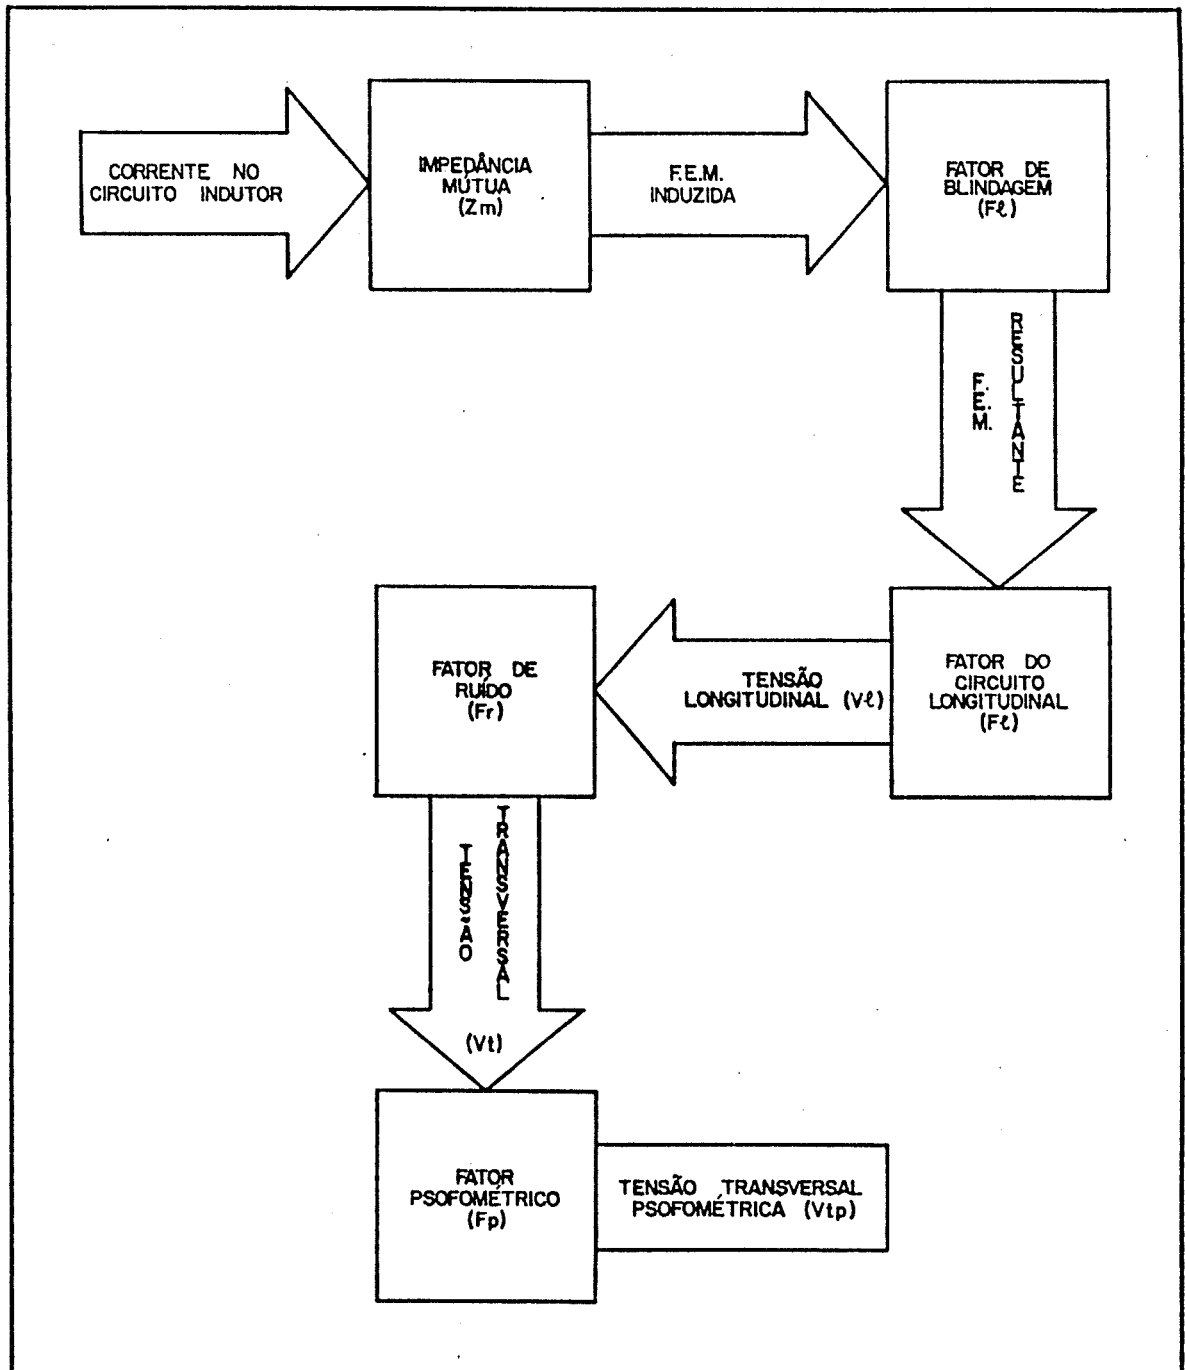 CORRENTE NO
CIRCUITO INDUTOR
IMPEDÂNCIA
MÚTUA
(Zm)
F.E.M.
INDUZIDA
FATOR DE
BLINDAGEM
(Fℓ)
F.E.M.
RESULTANTE
FATOR DO
CIRCUITO
LONGITUDINAL
(Fℓ)
TENSÃO
LONGITUDINAL (Vℓ)
FATOR DE
RUÍDO
(Fr)
TENSÃO
TRANSVERSAL
(Vt)
FATOR
PSOFOMÉTRICO
(Fp)
TENSÃO TRANSVERSAL
PSOFOMÉTRICA (Vtp)